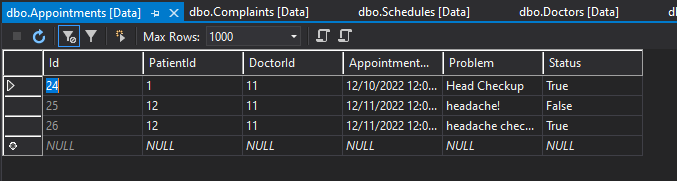 dbo.Appointments [Data] dbo.Complaints [Data] dbo.Schedules [Data] dbo.Doctors [Data]
Max Rows: 1000
Id PatientId DoctorId Appointment... Problem Status
24 1 11 12/10/2022 12:0... Head Checkup True
25 12 11 12/11/2022 12:0... headache! False
26 12 11 12/11/2022 12:0... headache chec... True
NULL NULL NULL NULL NULL NULL